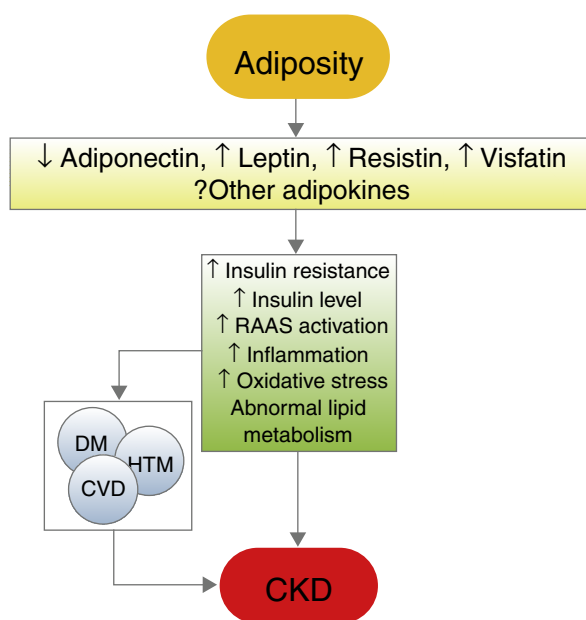 Adiposity
↓ Adiponectin, ↑ Leptin, ↑ Resistin, ↑ Visfatin
?Other adipokines
↑ Insulin resistance
↑ Insulin level
↑ RAAS activation
↑ Inflammation
↑ Oxidative stress
Abnormal lipid
metabolism
DM
HTM
CVD
CKD